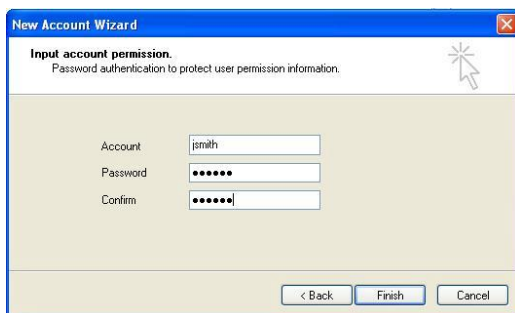 New Account Wizard
Input account permission.
Password authentication to protect user permission information.
Account jsmith
Password ••••••
Confirm ••••••
< Back Finish Cancel